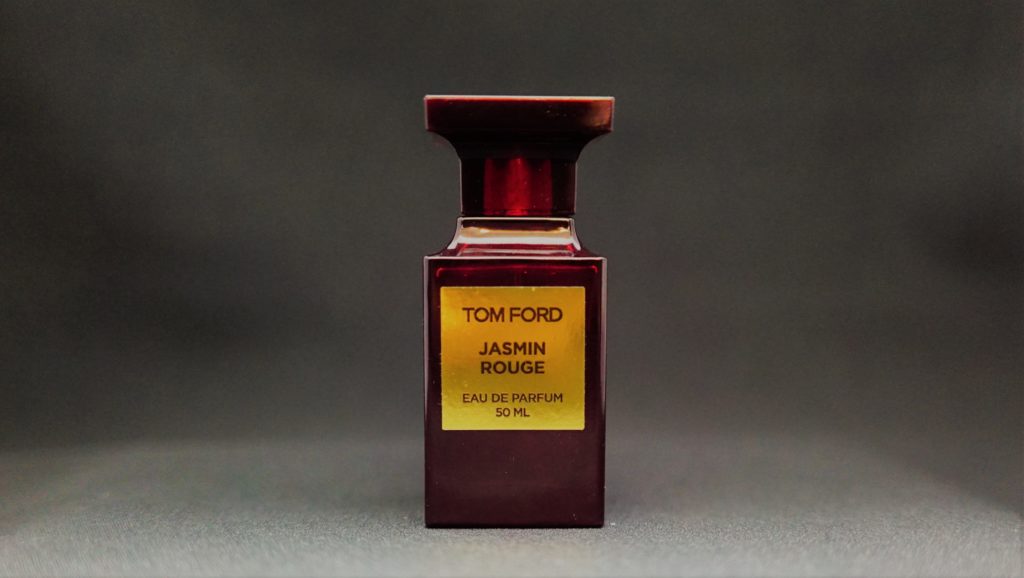 TOM FORD
JASMIN
ROUGE
EAU DE PARFUM
50 ML